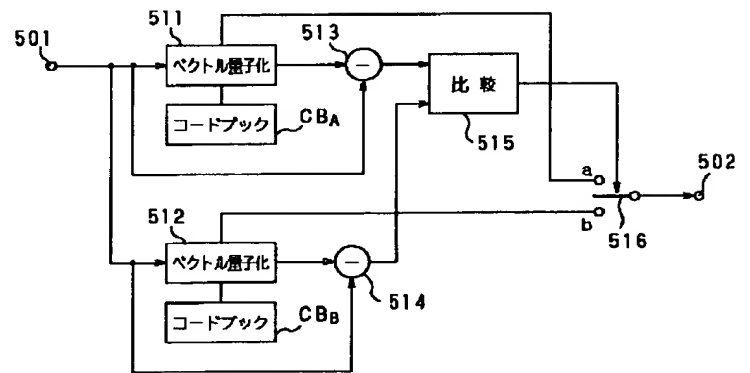 501
511
ベクトル量子化
コードブック
CBA
513
比較
515
a
b
502
516
512
ベクトル量子化
コードブック
CBB
514